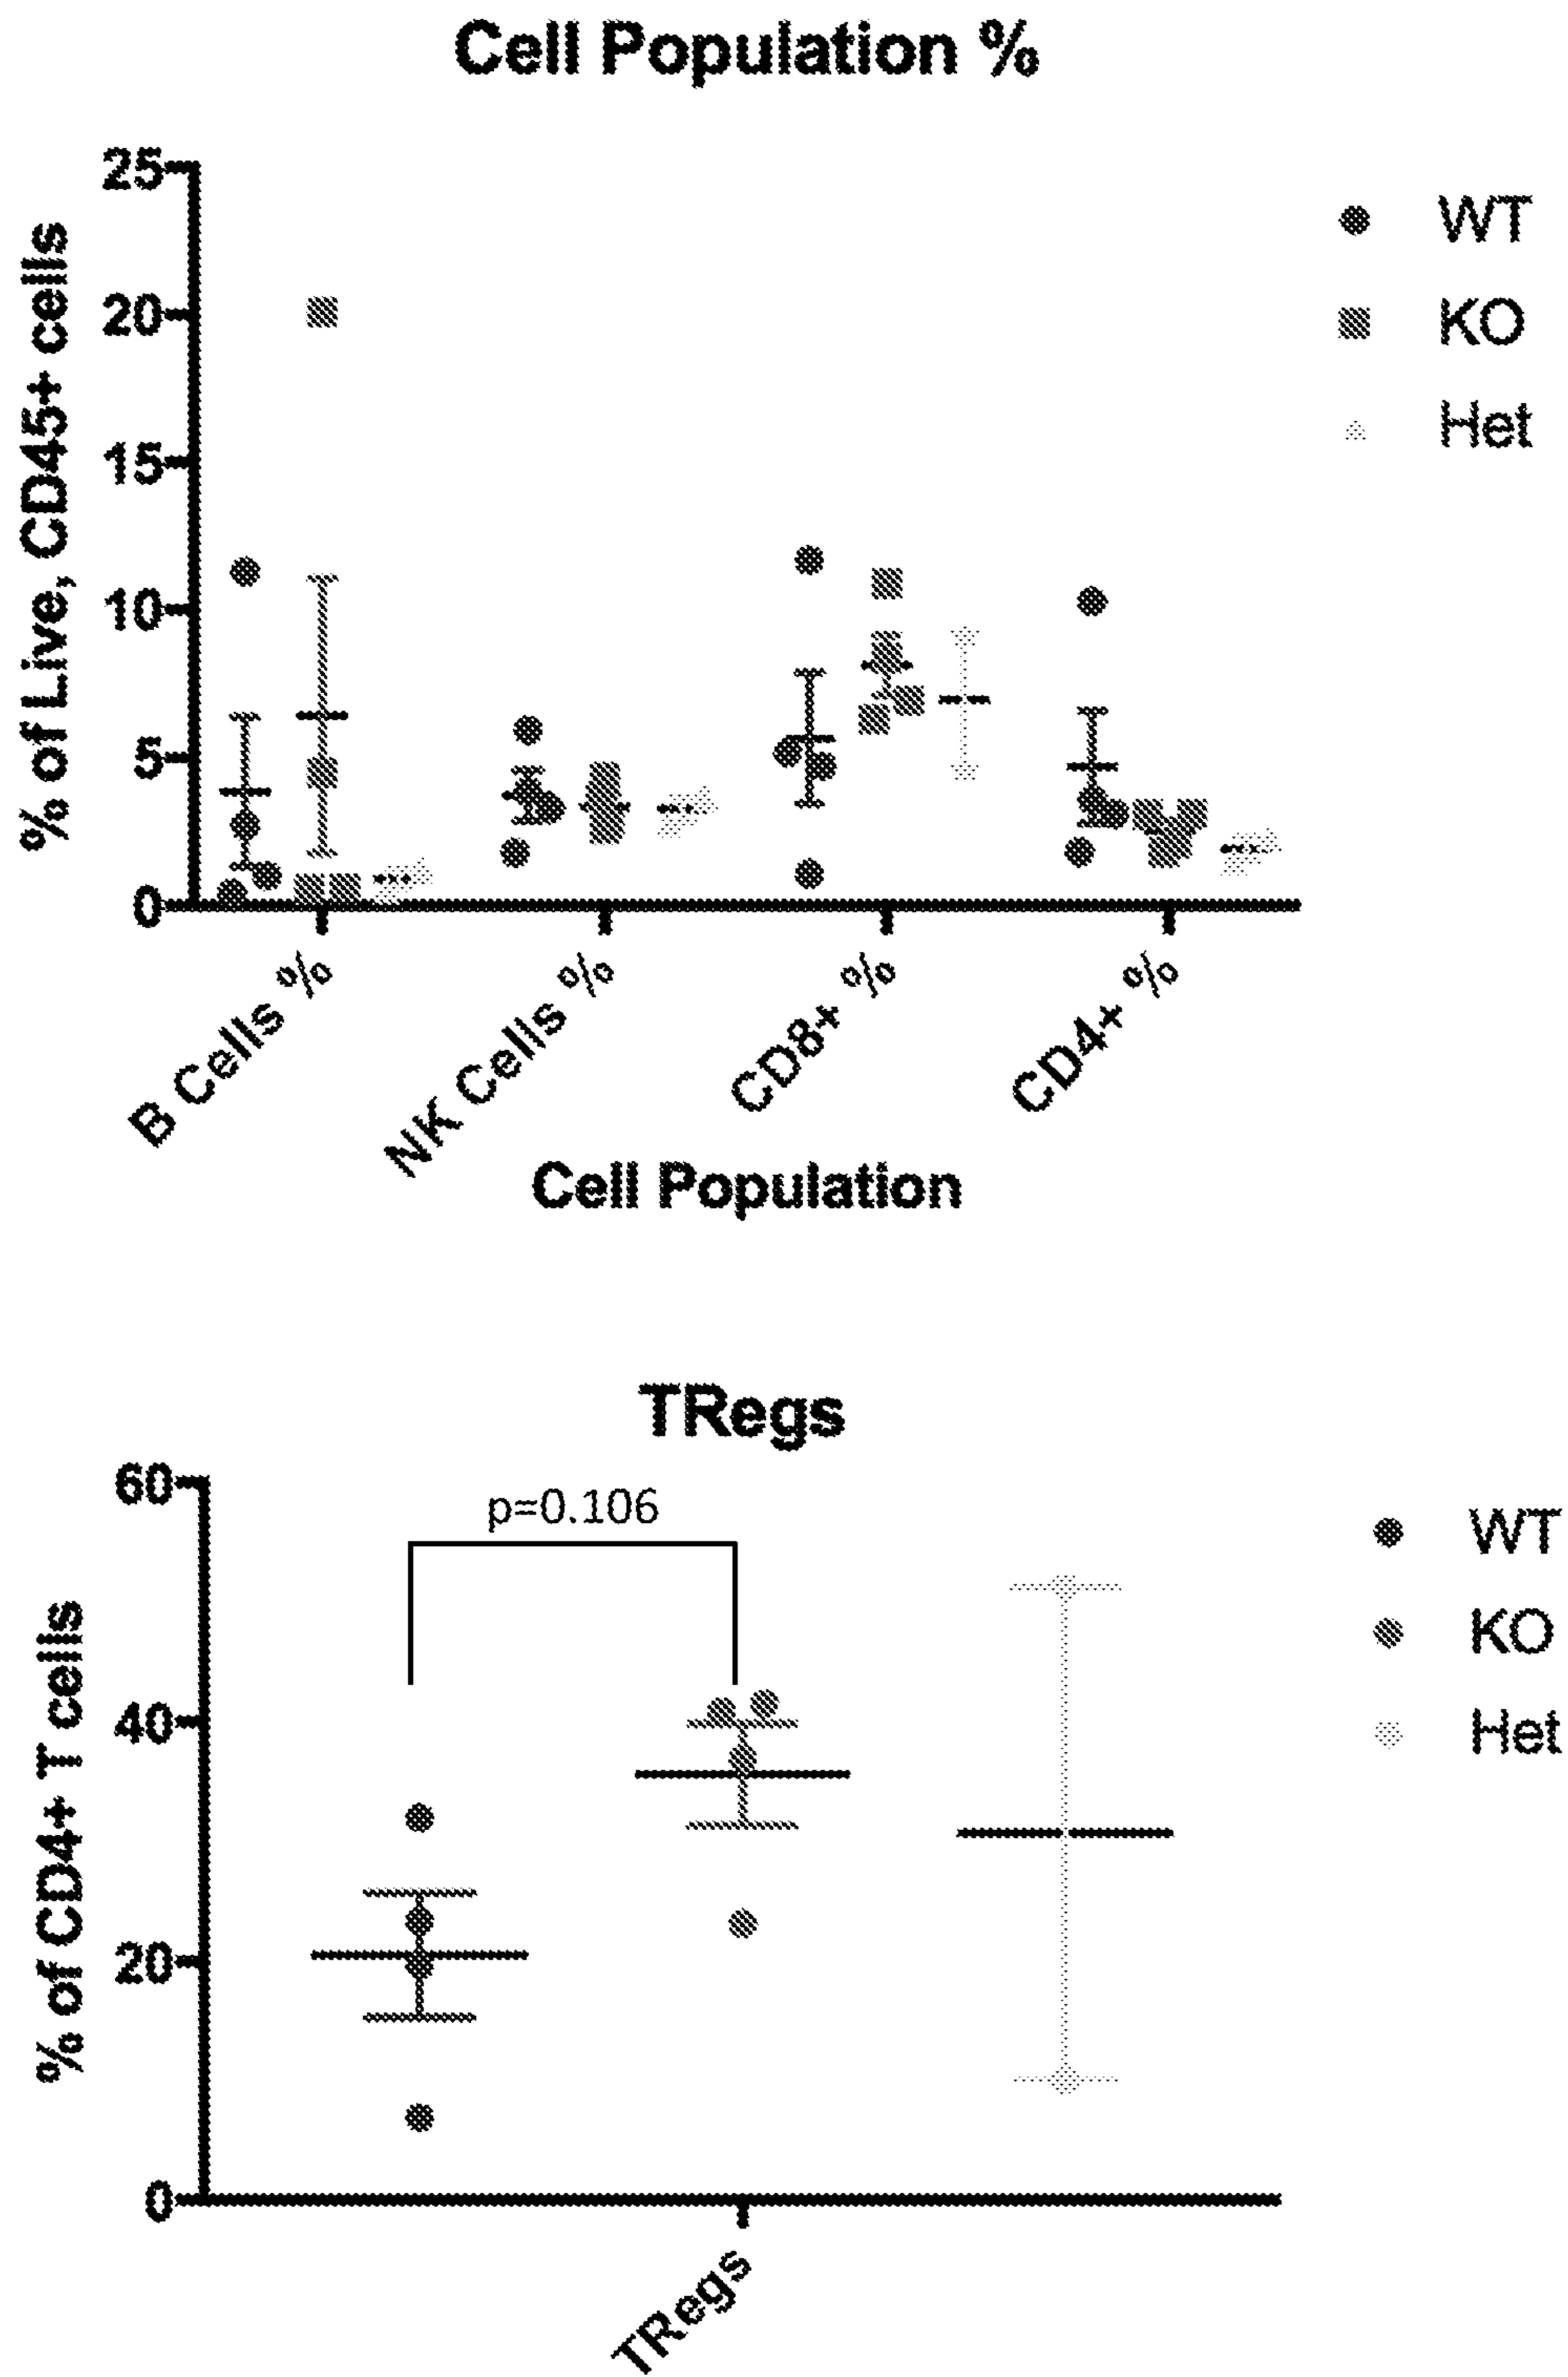 Cell Population %
% of Live, CD45+ cells
25
20
15
10
5
0
WT
KO
Het
B Cells %
NK Cells %
CD8+ %
CD4+ %
Cell Population
TRegs
% of CD4+ T cells
60
40
20
0
p=0.106
WT
KO
Het
TRegs